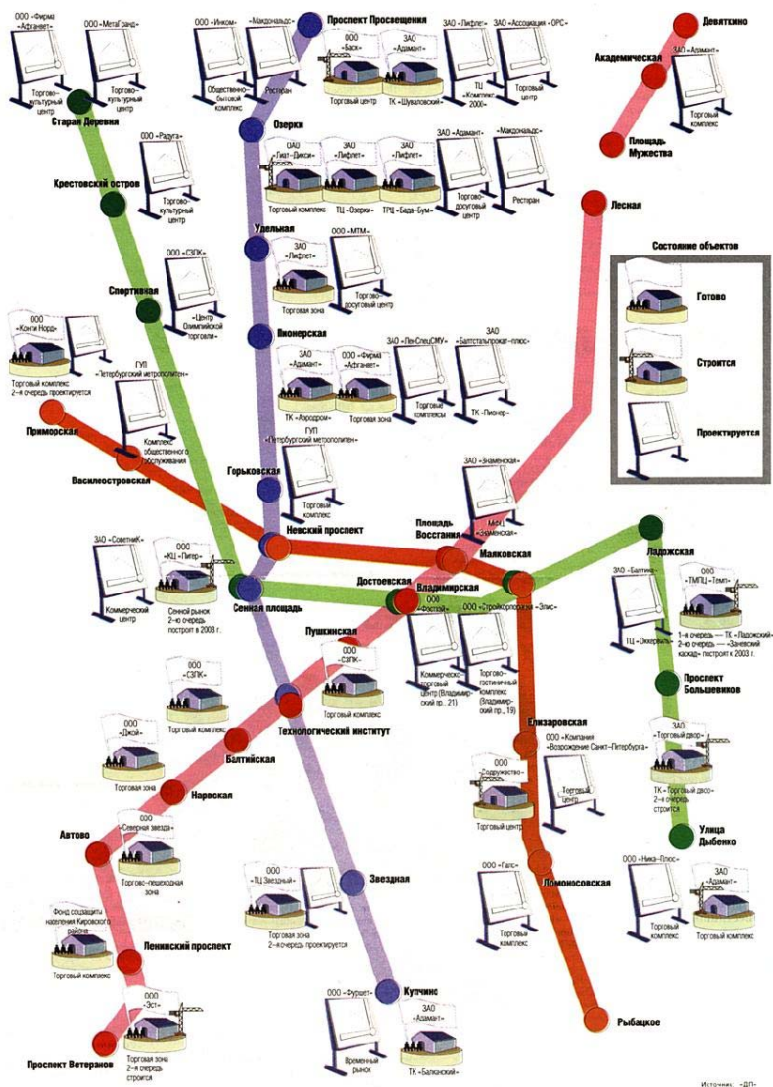 ООО «Фирма
«Афганвет»
Торгово-
культурный
центр
ООО «МетаГранд»
Торгово-
культурный
центр
Старая Деревня
ООО «Инком»
Общественно-
бытовой
комплекс
«Макдональдс»
Ресторан
Проспект Просвещения
ООО
«Баск»
Торговый центр
ЗАО
«Адамант»
ТК «Шуваловский»
ЗАО «Лифлет»
ТЦ
«Комплекс
2000»
ЗАО «Ассоциация «ОРС»
Торговый
центр
Девяткино
Академическая
ЗАО «Адамант»
Торговый
комплекс
Площадь
Мужества
Озерки
ОАО
«Гиат-Дикси»
Торговый комплекс
ЗАО
«Лифлет»
ТЦ «Озерки»
ЗАО
«Лифлет»
ЗАО «Адамант»
Торгово-
досуговый
центр
«Макдональдс»
Ресторан
ООО «Радуга»
Торгово-
культурный
центр
Крестовский остров
Лесная
Удельная
ЗАО
«Лифлет»
Торговая зона
ООО «МТМ»
Торгово-
досуговый центр
Состояние объектов
Готово
Строится
Проектируется
ООО «СЗПК»
«Центр
Олимпийской
торговли»
Спортивная
ООО
«Конти Норд»
Торговый комплекс
2-я очередь проектируется
ГУП
«Петербургский метрополитен»
Комплекс
общественного
обслуживания
Приморская
Василеостровская
Пионерская
ЗАО
«Адамант»
ТК «Аэродром»
ООО «Фирма
«Афганвет»
Торговая зона
ЗАО «ЛенСпецСМУ»
Торговые
комплексы
ЗАО
«Балтстальпрокат-плюс»
ТК «Пионер»
ГУП
«Петербургский метрополитен»
Торговый
комплекс
Горьковская
Невский проспект
ЗАО «Знаменская»
МФЦ
«Знаменская»
Площадь
Восстания
Маяковская
Ладожская
ЗАО «СоветниК»
Коммерческий
центр
ООО
«КЦ «Питер»
Сенной рынок
2-ю очередь
построят в 2003 г.
Сенная площадь
Достоевская
Владимирская
ООО
ООО «Стройкорпорация «Элис»
Коммерческо-
торговый
центр (Владимир-
ский пр., 21)
Торгово-
гостиничный
комплекс
(Владимир-
ский пр., 19)
ЗАО «Балтика»
ТЦ «Оккервиль»
ООО
«ТМПЦ «Темп»
1-я очередь — ТК «Ладожский»
2-ю очередь — «Заневский
каскад» построят к 2003 г.
Пушкинская
ООО
«СЗПК»
Торговый комплекс
ООО
«СЗПК»
Торговый комплекс
Технологический институт
Проспект
Большевиков
ООО
«Джой»
Торговая зона
Балтийская
Нарвская
Елизаровская
ООО «Компания
«Возрождение Санкт-Петербурга»
Торговый
центр
ООО
«Содружество»
Торговый центр
ЗАО
«Торговый двор»
ТК «Торговый двор»
2-я очередь
строится
Улица
Дыбенко
Автово
ООО
«Северная звезда»
Торгово-пешеходная
зона
ООО
«ТЦ Звездный»
Торговая зона
2-я очередь проектируется
Звездная
ООО «Галс»
Торговый
комплекс
Ломоносовская
ООО «Ника-Плюс»
Торговый
комплекс
ЗАО
«Адамант»
Торговый комплекс
Фонд соцзащиты
населения Кировского
района
Торговый комплекс
Ленинский проспект
ООО
«Эст»
Торговая зона
2-я очередь
строится
Проспект Ветеранов
Купчино
ООО «Фуршет»
Временный
рынок
ЗАО
«Адамант»
ТК «Балканский»
Рыбацкое
Источник: «ДП»